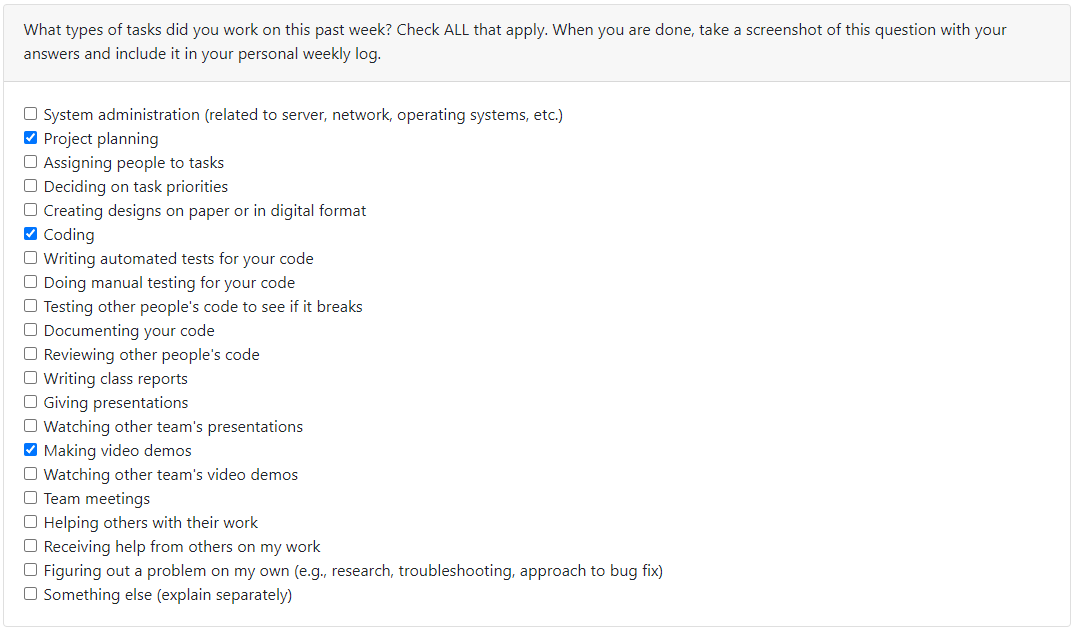 What types of tasks did you work on this past week? Check ALL that apply. When you are done, take a screenshot of this question with your
answers and include it in your personal weekly log.
System administration (related to server, network, operating systems, etc.)
Project planning
Assigning people to tasks
Deciding on task priorities
Creating designs on paper or in digital format
Coding
Writing automated tests for your code
Doing manual testing for your code
Testing other people's code to see if it breaks
Documenting your code
Reviewing other people's code
Writing class reports
Giving presentations
Watching other team's presentations
Making video demos
Watching other team's video demos
Team meetings
Helping others with their work
Receiving help from others on my work
Figuring out a problem on my own (e.g., research, troubleshooting, approach to bug fix)
Something else (explain separately)